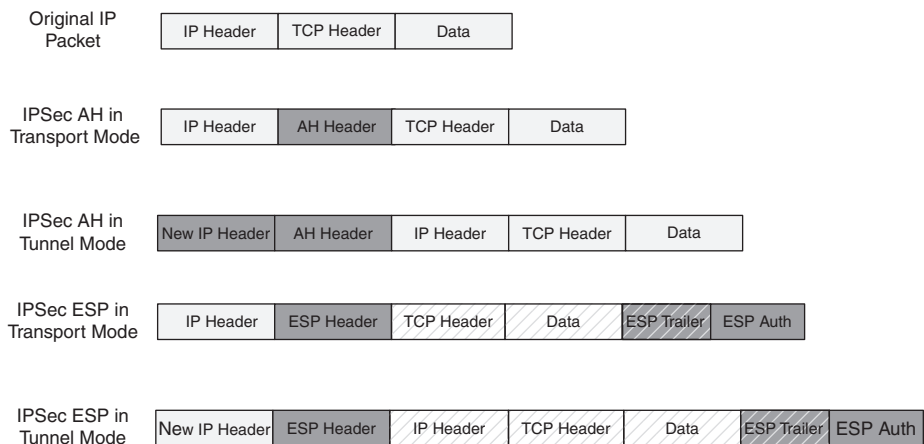 Original IP
Packet
IP Header TCP Header Data
IPSec AH in
Transport Mode
IP Header AH Header TCP Header Data
IPSec AH in
Tunnel Mode
New IP Header AH Header IP Header TCP Header Data
IPSec ESP in
Transport Mode
IP Header ESP Header TCP Header Data ESP Trailer ESP Auth
IPSec ESP in
Tunnel Mode
New IP Header ESP Header IP Header TCP Header Data ESP Trailer ESP Auth